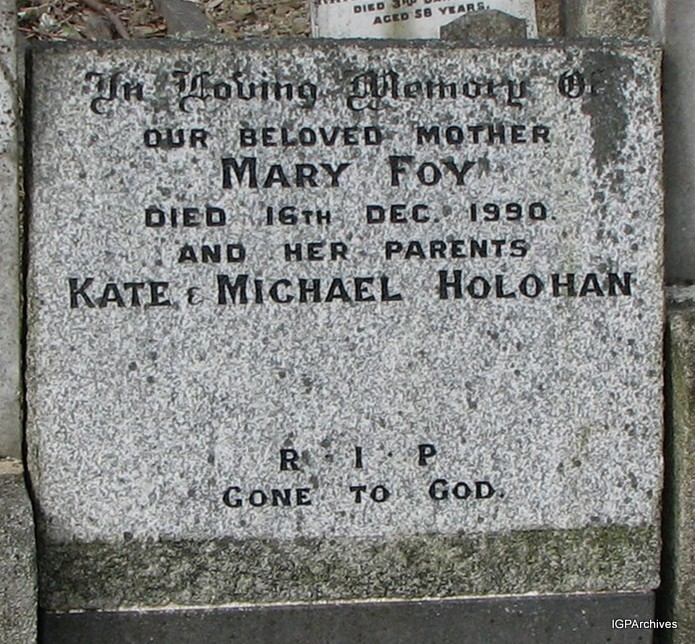 DIED 3RD
AGED 58 YEARS.
In Loving Memory Of
OUR BELOVED MOTHER
MARY FOY
DIED 16TH DEC. 1990.
AND HER PARENTS
KATE & MICHAEL HOLOHAN
R · I · P
GONE TO GOD.
IGPArchives